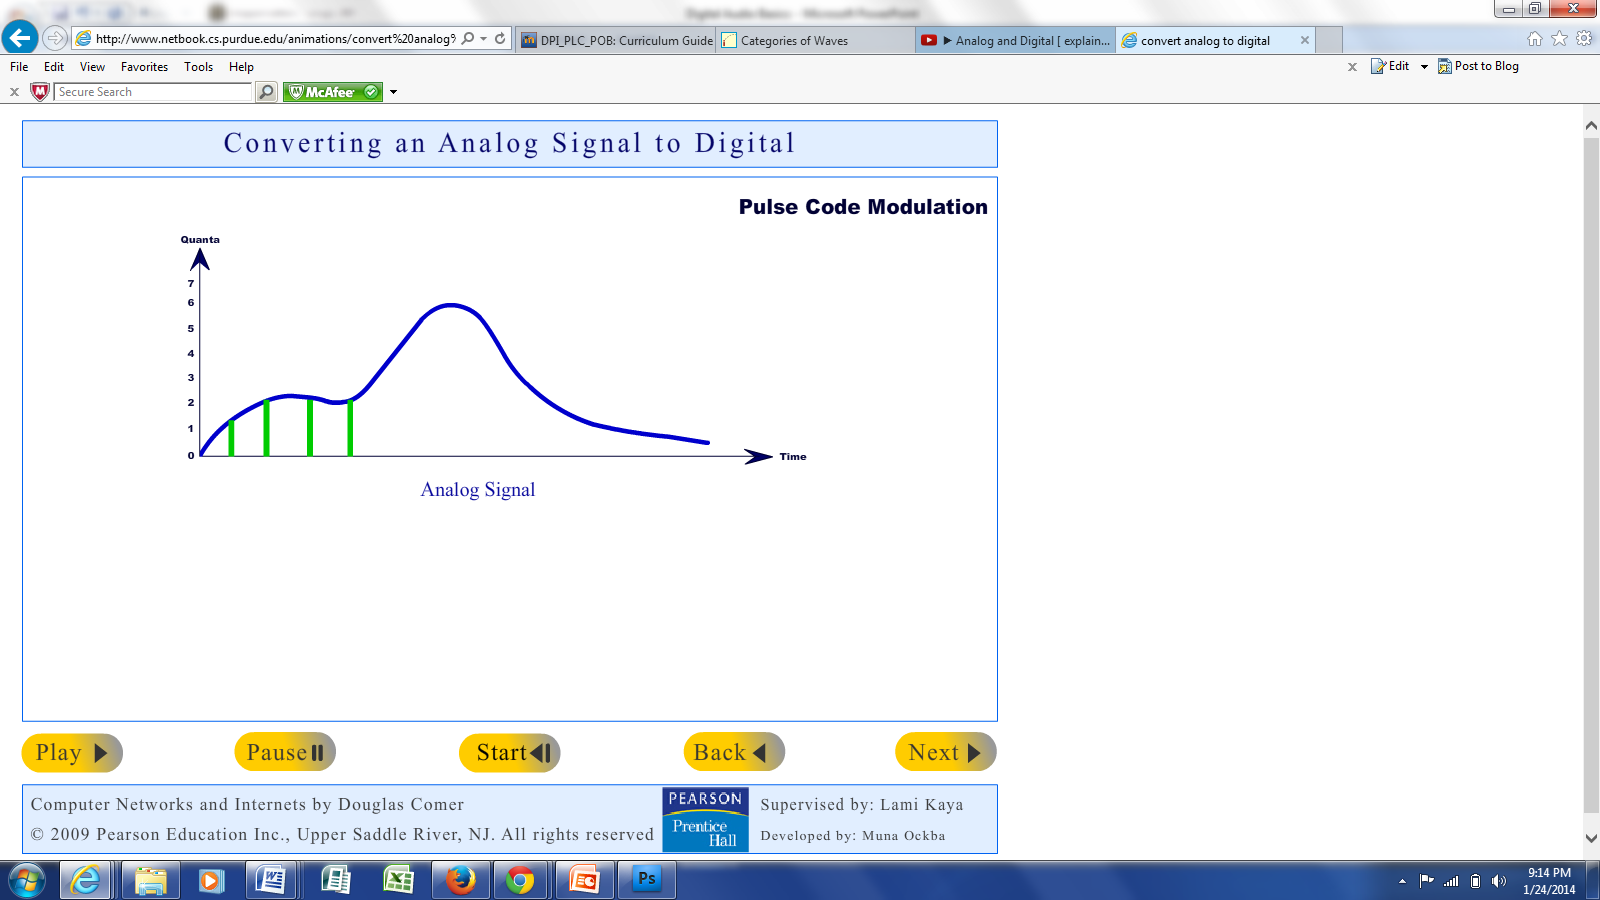 Digital Audio Basics - Microsoft PowerPoint
http://www.netbook.cs.purdue.edu/animations/convert%20analog%
DPI_PLC_POB: Curriculum Guide
Categories of Waves
Analog and Digital [ explain...
convert analog to digital
File Edit View Favorites Tools Help
Edit
Post to Blog
Secure Search
McAfee
Converting an Analog Signal to Digital
Pulse Code Modulation
Quanta
7
6
5
4
3
2
1
0
Time
Analog Signal
Play
Pause
Start
Back
Next
Computer Networks and Internets by Douglas Comer
© 2009 Pearson Education Inc., Upper Saddle River, NJ. All rights reserved
PEARSON
Prentice
Hall
Supervised by: Lami Kaya
Developed by: Muna Ockba
Ps
9:14 PM
1/24/2014